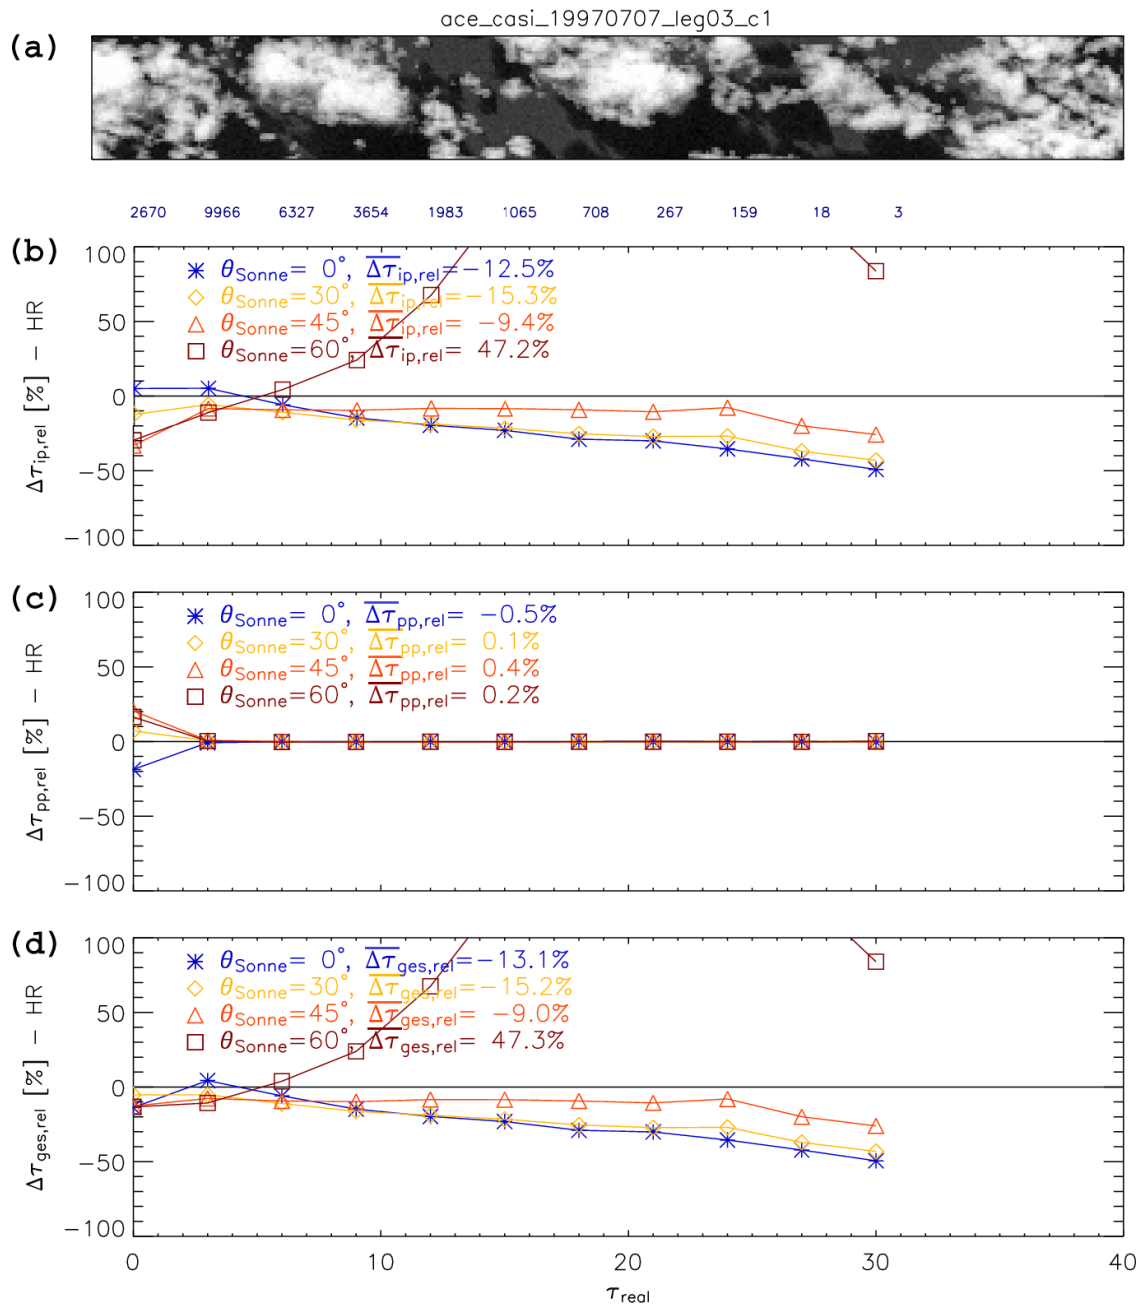 ace_casi_19970707_leg03_c1
(a)
2670 9966 6327 3654 1983 1065 708 267 159 18 3
(b)
Δτip,rel [%] − HR
100
50
0
−50
−100
θSonne= 0°, Δτip,rel=−12.5%
θSonne=30°, Δτip,rel=−15.3%
θSonne=45°, Δτip,rel= −9.4%
θSonne=60°, Δτip,rel= 47.2%
(c)
Δτpp,rel [%] − HR
100
50
0
−50
−100
θSonne= 0°, Δτpp,rel= −0.5%
θSonne=30°, Δτpp,rel= 0.1%
θSonne=45°, Δτpp,rel= 0.4%
θSonne=60°, Δτpp,rel= 0.2%
(d)
Δτges,rel [%] − HR
100
50
0
−50
−100
θSonne= 0°, Δτges,rel=−13.1%
θSonne=30°, Δτges,rel=−15.2%
θSonne=45°, Δτges,rel= −9.0%
θSonne=60°, Δτges,rel= 47.3%
0 10 20 30 40
τreal